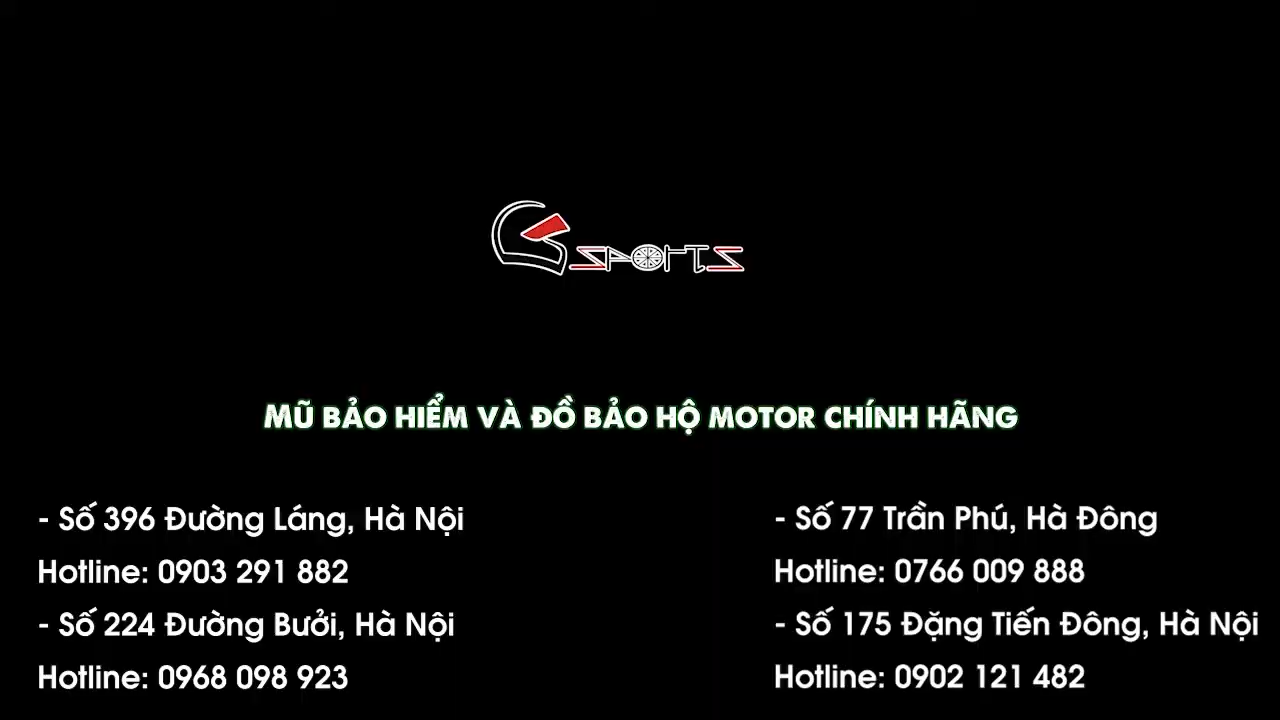 SPORTS
MŨ BẢO HIỂM VÀ ĐỒ BẢO HỘ MOTOR CHÍNH HÃNG
- Số 396 Đường Láng, Hà Nội
Hotline: 0903 291 882
- Số 224 Đường Bưởi, Hà Nội
Hotline: 0968 098 923
- Số 77 Trần Phú, Hà Đông
Hotline: 0766 009 888
- Số 175 Đặng Tiến Đông, Hà Nội
Hotline: 0902 121 482